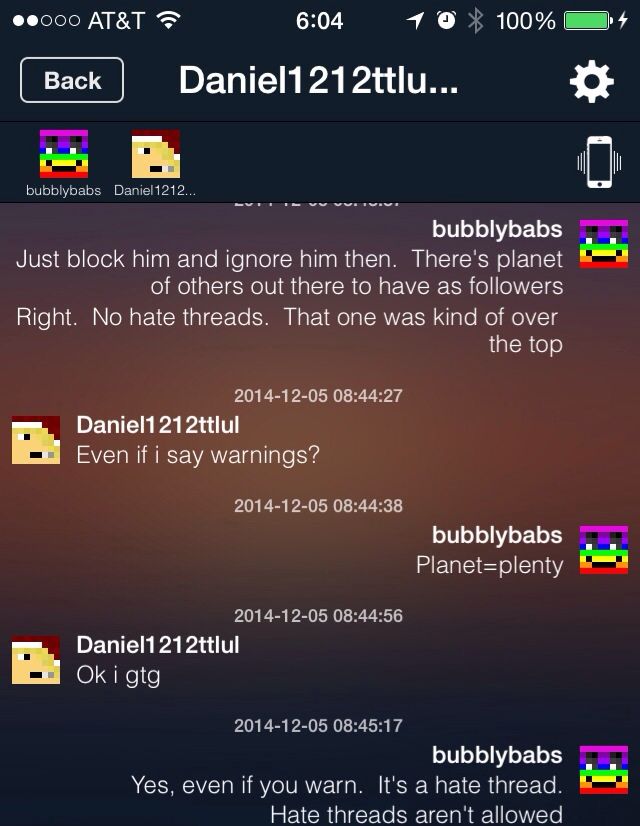 AT&T 6:04 100%
Back Daniel1212ttlu...
bubblybabs Daniel1212...
bubblybabs
Just block him and ignore him then. There's planet
of others out there to have as followers
Right. No hate threads. That one was kind of over
the top
2014-12-05 08:44:27
Daniel1212ttlul
Even if i say warnings?
2014-12-05 08:44:38
bubblybabs
Planet=plenty
2014-12-05 08:44:56
Daniel1212ttlul
Ok i gtg
2014-12-05 08:45:17
bubblybabs
Yes, even if you warn. It's a hate thread.
Hate threads aren't allowed